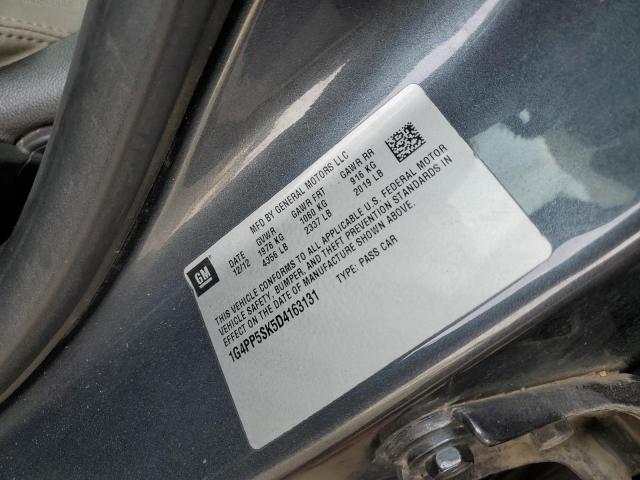 GM
MFD BY GENERAL MOTORS LLC
DATE GVWR GAWR FRT GAWR RR
12/12 1976 KG 1060 KG 916 KG
4356 LB 2337 LB 2019 LB
THIS VEHICLE CONFORMS TO ALL APPLICABLE U.S. FEDERAL MOTOR
VEHICLE SAFETY, BUMPER, AND THEFT PREVENTION STANDARDS IN
EFFECT ON THE DATE OF MANUFACTURE SHOWN ABOVE.
1G4PP5SK5D4163131 TYPE: PASS CAR